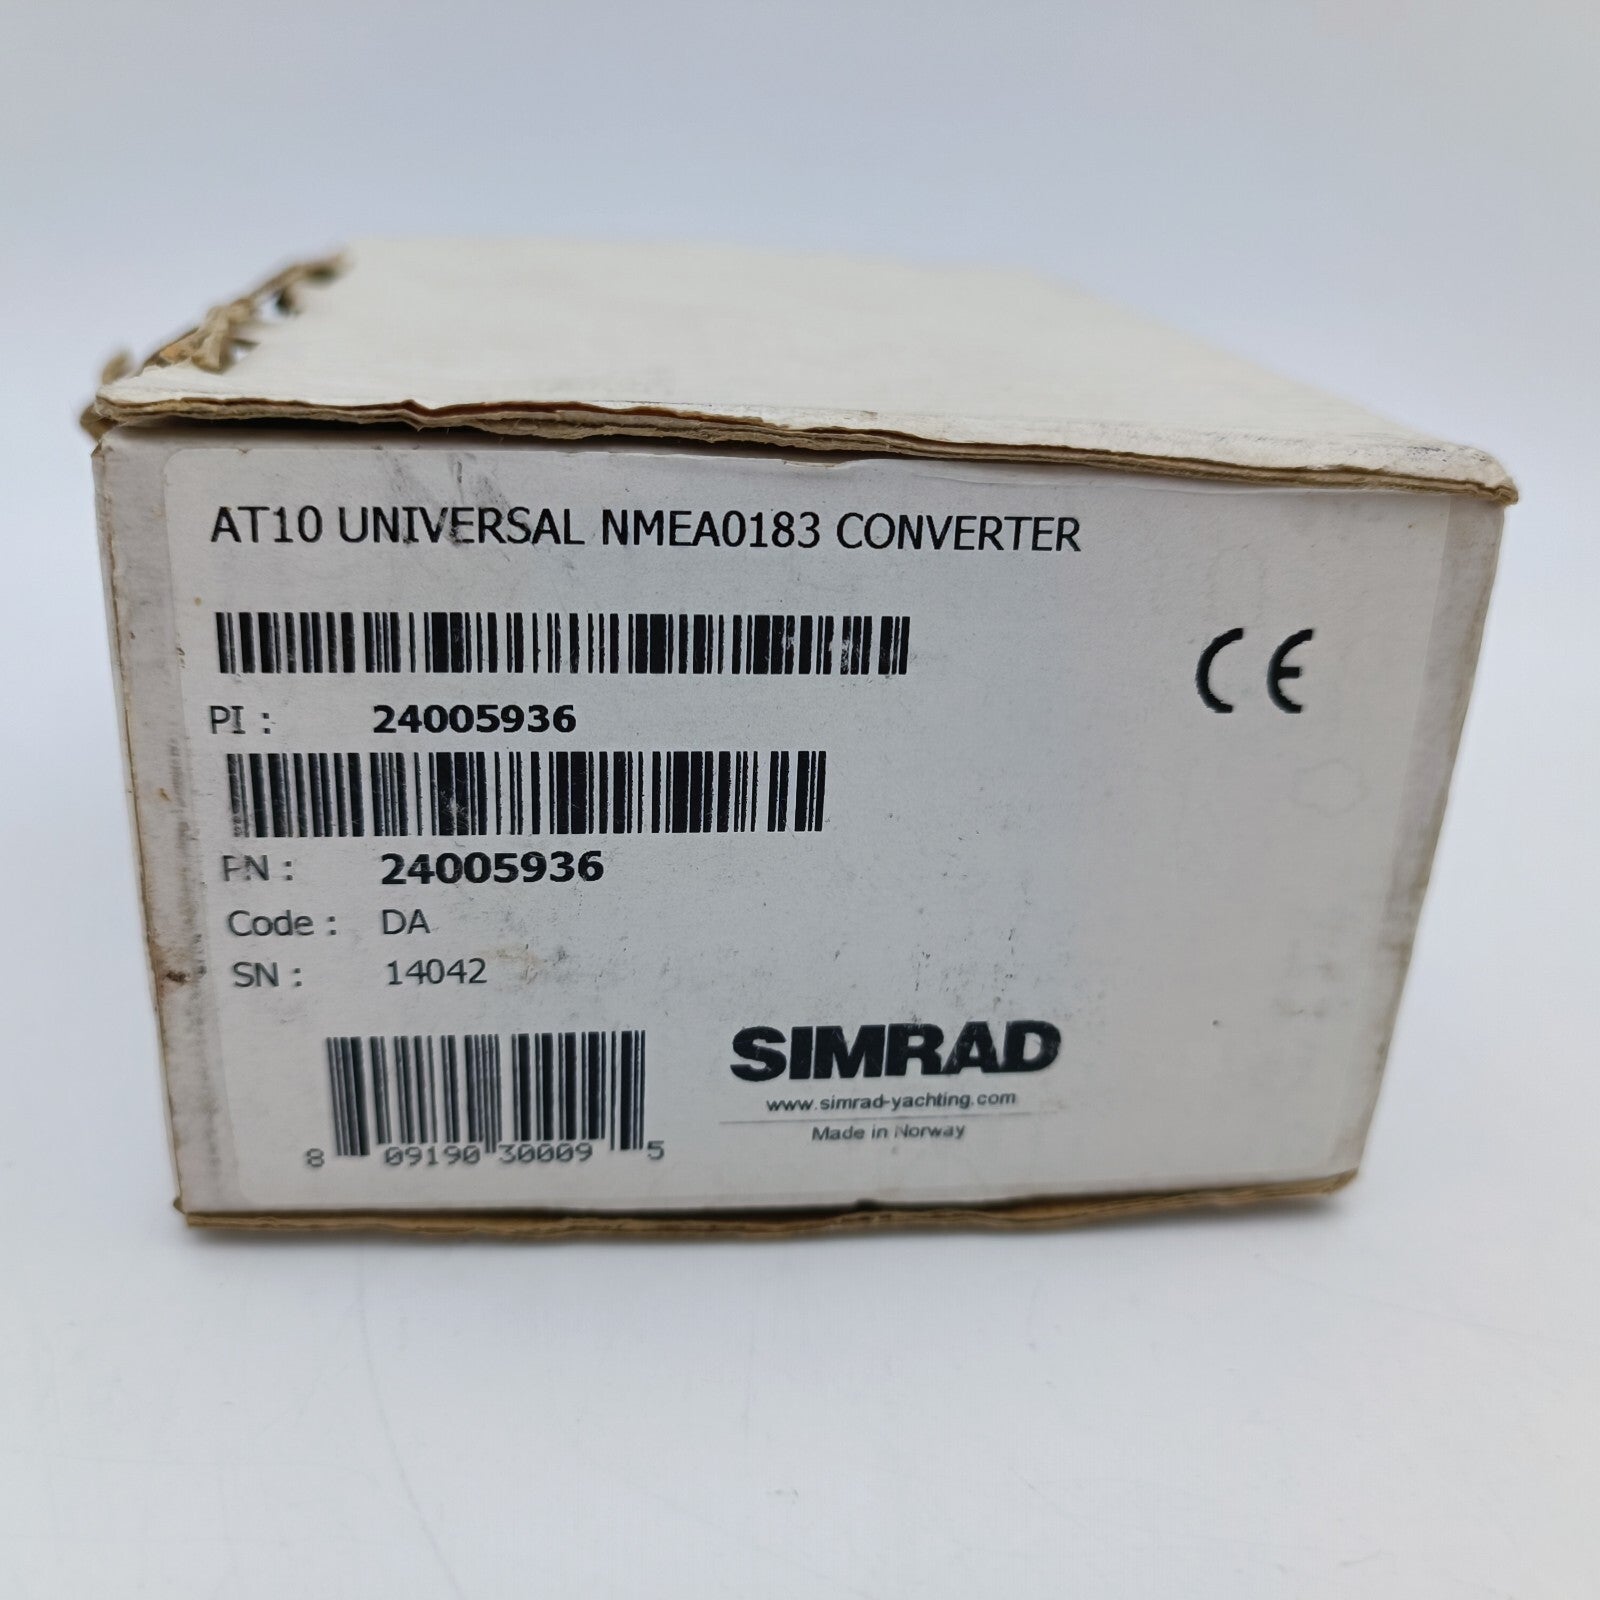 AT10 UNIVERSAL NMEA0183 CONVERTER
CE
PI : 24005936
PN : 24005936
Code : DA
SN : 14042
8 09190 30009 5
SIMRAD
www.simrad-yachting.com
Made in Norway